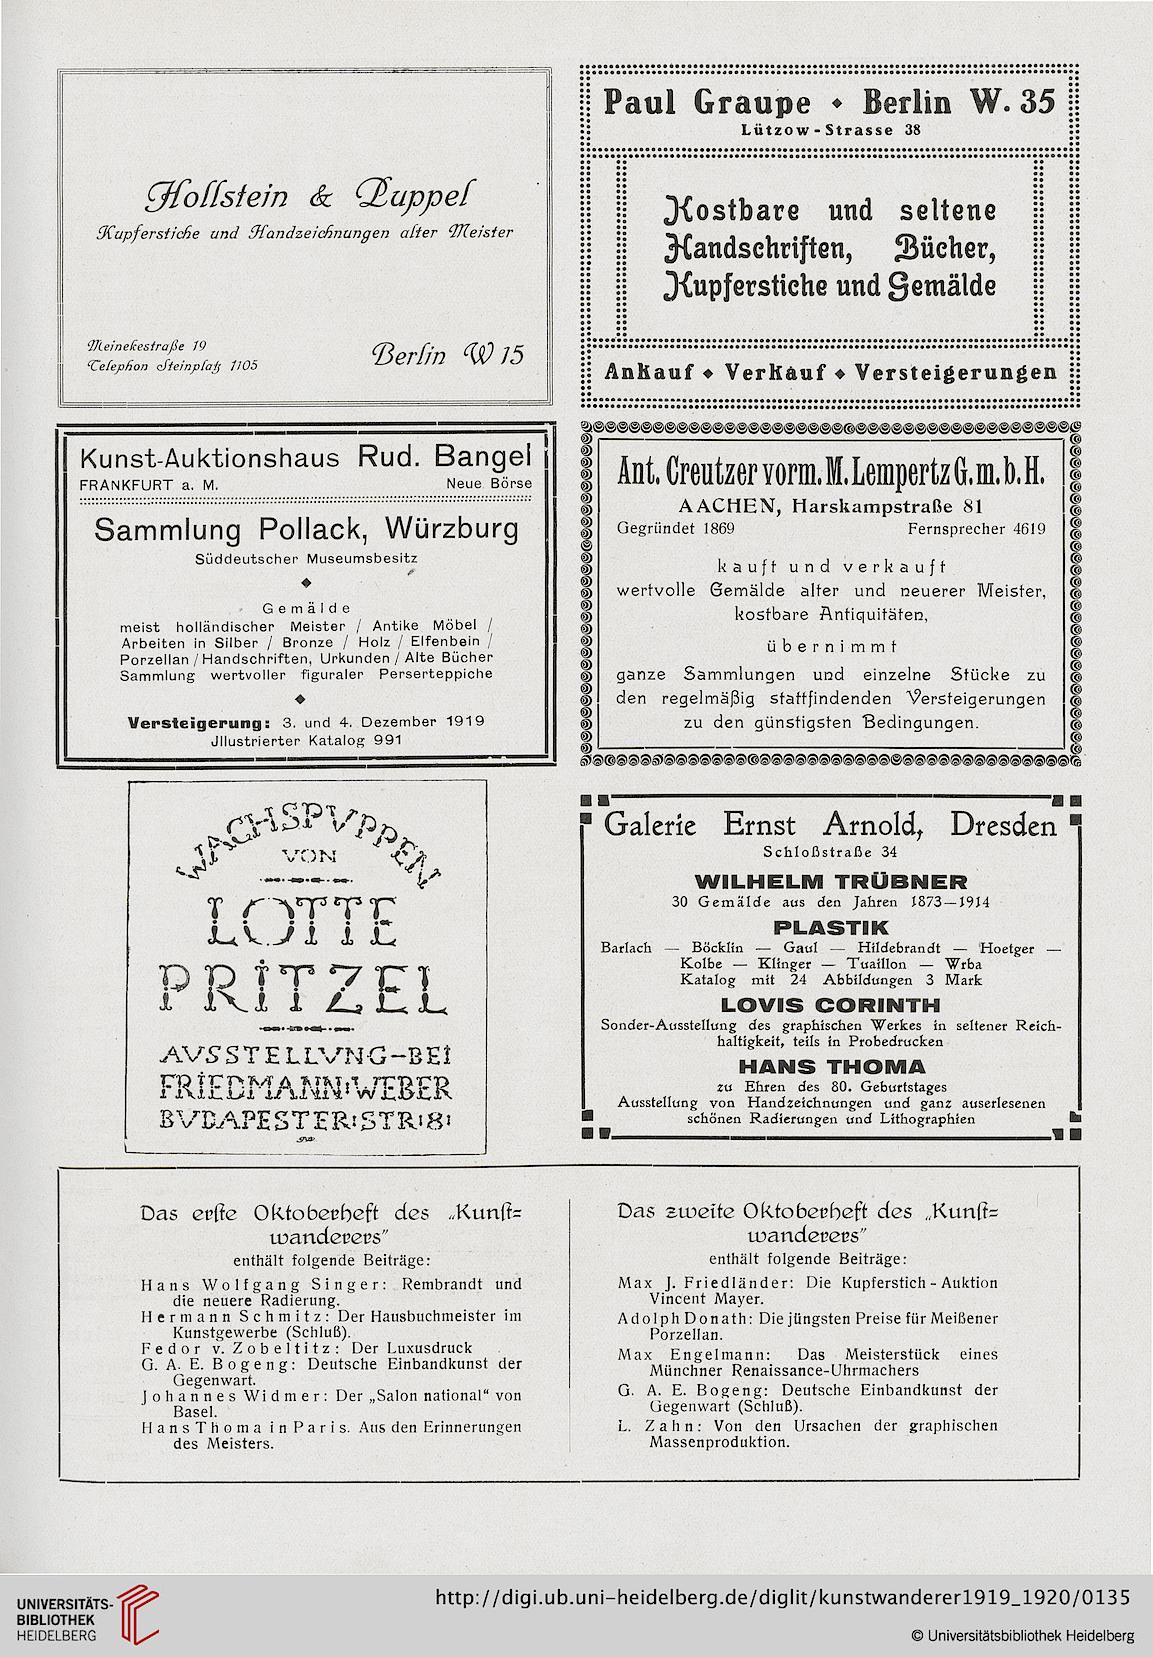 Hollstein & Puppel
Kupferstiche und Handzeichnungen alter Meister
Meinekestraße 19
Telephon Steinplatz 1105
Berlin W 15
Paul Graupe ◆ Berlin W. 35
Lützow-Strasse 38
Kostbare und seltene
Handschriften, Bücher,
Kupferstiche und Gemälde
Ankauf ◆ Verkauf ◆ Versteigerungen
Kunst-Auktionshaus Rud. Bangel
FRANKFURT a. M. Neue Börse
Sammlung Pollack, Würzburg
Süddeutscher Museumsbesitz
◆
Gemälde
meist holländischer Meister / Antike Möbel /
Arbeiten in Silber / Bronze / Holz / Elfenbein /
Porzellan / Handschriften, Urkunden / Alte Bücher
Sammlung wertvoller figuraler Perserteppiche
◆
Versteigerung: 3. und 4. Dezember 1919
Jllustrierter Katalog 991
Ant. Creutzer vorm. M. Lempertz G. m. b. H.
AACHEN, Harskampstraße 81
Gegründet 1869 Fernsprecher 4619
kauft und verkauft
wertvolle Gemälde alter und neuerer Meister,
kostbare Antiquitäten,
übernimmt
ganze Sammlungen und einzelne Stücke zu
den regelmäßig stattfindenden Versteigerungen
zu den günstigsten Bedingungen.
WACHSPVPPEN
VON
LOTTE
PRITZEL
AVSSTELLVNG-BEI
FRIEDMANN:WEBER
BVDAPESTER:STR:8:
Galerie Ernst Arnold, Dresden
Schloßstraße 34
WILHELM TRÜBNER
30 Gemälde aus den Jahren 1873—1914
PLASTIK
Barlach — Böcklin — Gaul — Hildebrandt — Hoetger —
Kolbe — Klinger — Tuaillon — Wrba
Katalog mit 24 Abbildungen 3 Mark
LOVIS CORINTH
Sonder-Ausstellung des graphischen Werkes in seltener Reich-
haltigkeit, teils in Probedrucken
HANS THOMA
zu Ehren des 80. Geburtstages
Ausstellung von Handzeichnungen und ganz auserlesenen
schönen Radierungen und Lithographien
Das erste Oktoberheft des „Kunst-
wanderers"
enthält folgende Beiträge:
Hans Wolfgang Singer: Rembrandt und
die neuere Radierung.
Hermann Schmitz: Der Hausbuchmeister im
Kunstgewerbe (Schluß).
Fedor v. Zobeltitz: Der Luxusdruck
G. A. E. Bogeng: Deutsche Einbandkunst der
Gegenwart.
Johannes Widmer: Der „Salon national“ von
Basel.
Hans Thoma in Paris. Aus den Erinnerungen
des Meisters.
Das zweite Oktoberheft des „Kunst-
wanderers"
enthält folgende Beiträge:
Max J. Friedländer: Die Kupferstich-Auktion
Vincent Mayer.
Adolph Donath: Die jüngsten Preise für Meißener
Porzellan.
Max Engelmann: Das Meisterstück eines
Münchner Renaissance-Uhrmachers
G. A. E. Bogeng: Deutsche Einbandkunst der
Gegenwart (Schluß).
L. Zahn: Von den Ursachen der graphischen
Massenproduktion.
UNIVERSITÄTS-
BIBLIOTHEK
HEIDELBERG
http://digi.ub.uni-heidelberg.de/diglit/kunstwanderer1919_1920/0135
© Universitätsbibliothek Heidelberg